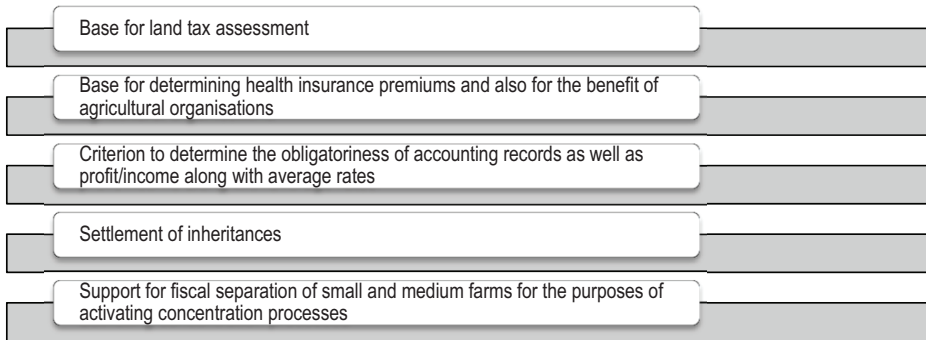 Base for land tax assessment
Base for determining health insurance premiums and also for the benefit of
agricultural organisations
Criterion to determine the obligatoriness of accounting records as well as
profit/income along with average rates
Settlement of inheritances
Support for fiscal separation of small and medium farms for the purposes of
activating concentration processes